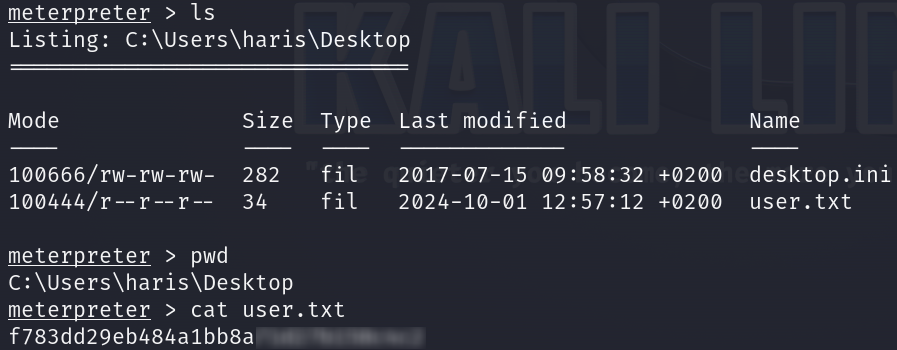 meterpreter > ls
Listing: C:\Users\haris\Desktop
===============================
Mode Size Type Last modified Name
---- ---- ---- ------------- ----
100666/rw-rw-rw- 282 fil 2017-07-15 09:58:32 +0200 desktop.ini
100444/r--r--r-- 34 fil 2024-10-01 12:57:12 +0200 user.txt
meterpreter > pwd
C:\Users\haris\Desktop
meterpreter > cat user.txt
f783dd29eb484a1bb8a
KALI